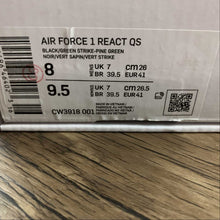 AIR FORCE 1 REACT QS
BLACK/GREEN STRIKE-PINE GREEN
NOIR/VERT SAPIN/VERT STRIKE
8 UK 7 CM 26
BR 39.5 EUR 41
9.5 UK 7 CM 26.5
BR 39.5 EUR 41
CW3918 001
MADE IN VIETNAM